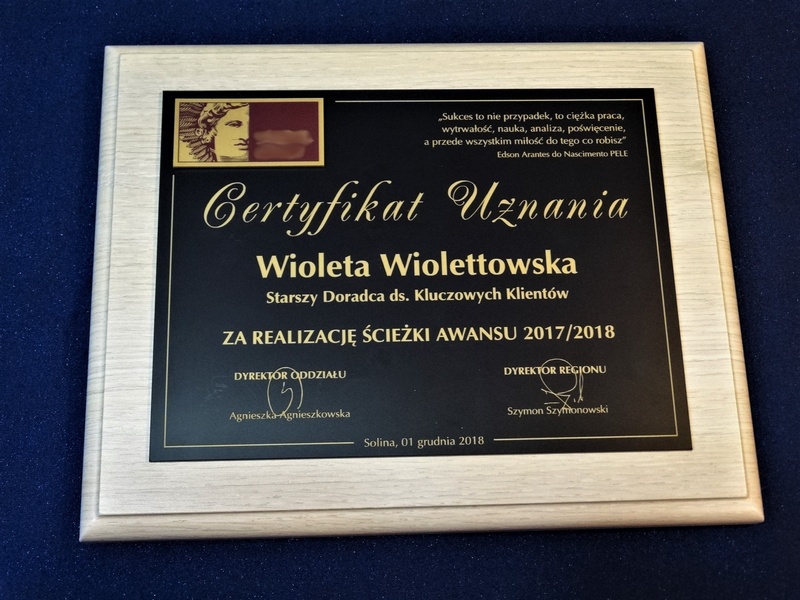 „Sukces to nie przypadek, to ciężka praca,
wytrwałość, nauka, analiza, poświęcenie,
a przede wszystkim miłość do tego co robisz”
Edson Arantes do Nascimento PELE
Certyfikat Uznania
Wioleta Wiolettowska
Starszy Doradca ds. Kluczowych Klientów
ZA REALIZACJĘ ŚCIEŻKI AWANSU 2017/2018
DYREKTOR ODDZIAŁU
Agnieszka Agnieszkowska
DYREKTOR REGIONU
Szymon Szymonowski
Solina, 01 grudnia 2018